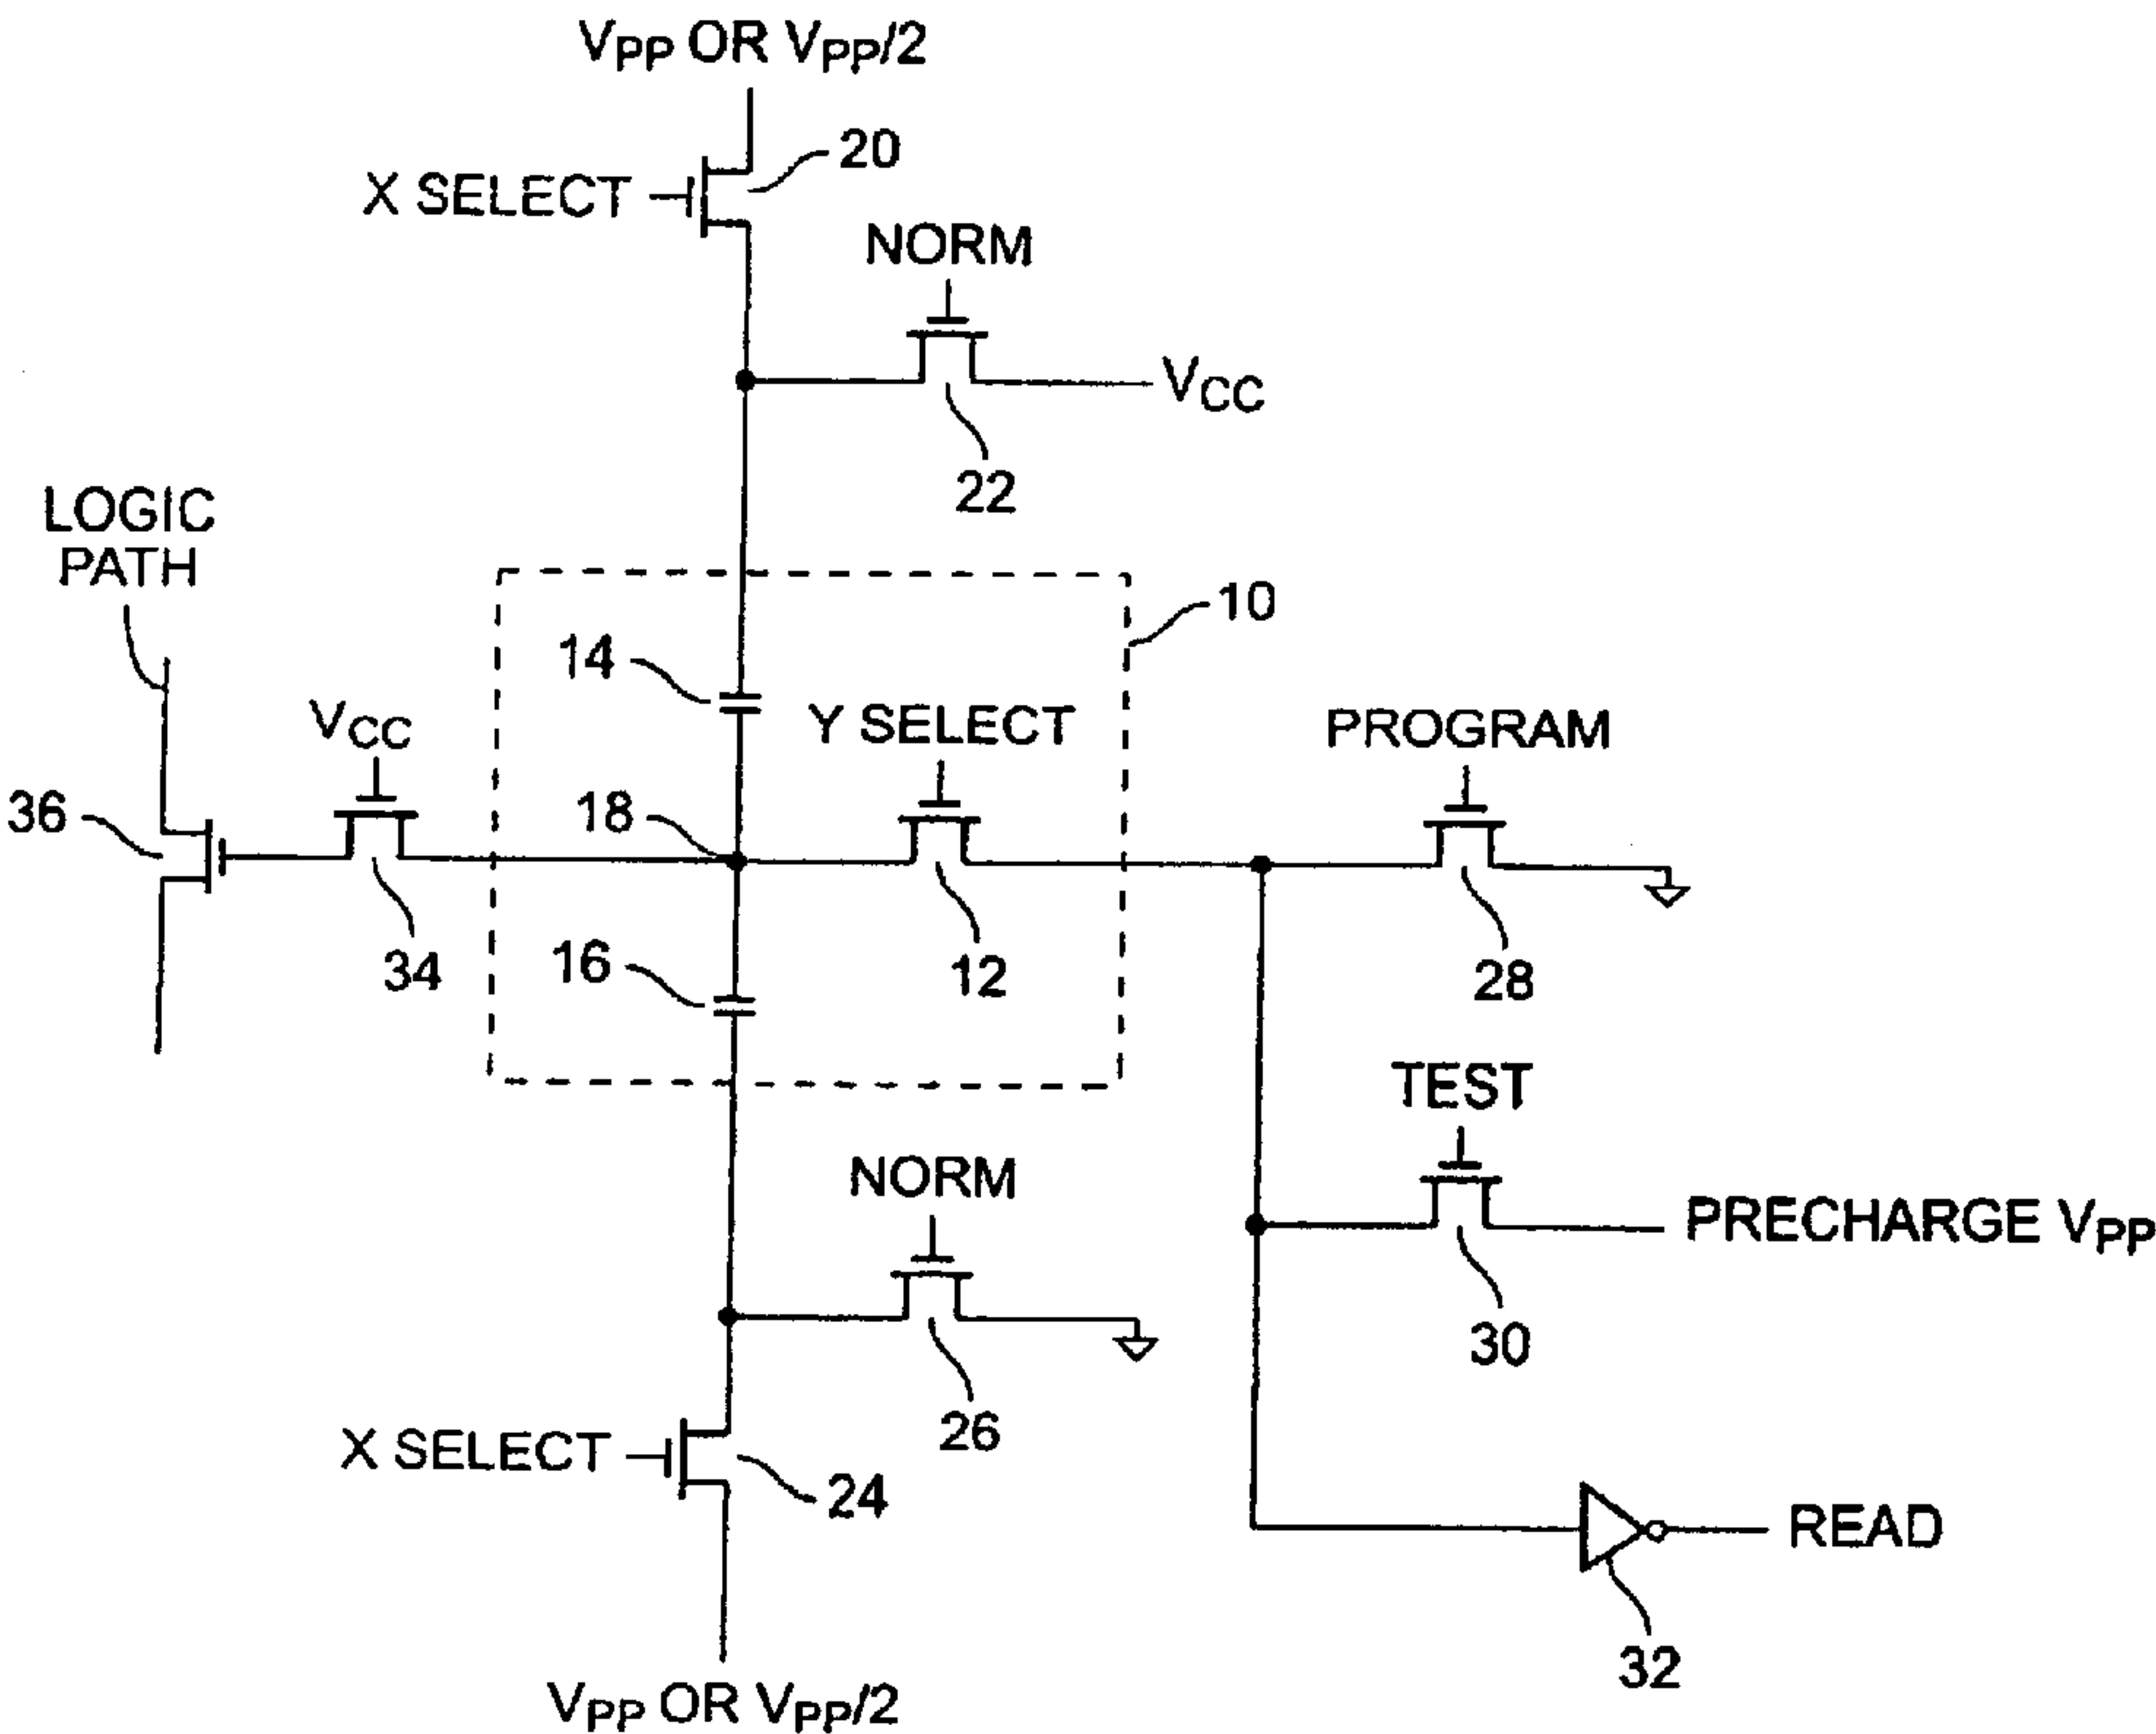 VPP OR VPP/2
20
X SELECT
NORM
VCC
22
LOGIC
PATH
10
14
VCC
Y SELECT
PROGRAM
36
18
34
16
12
28
TEST
NORM
PRECHARGE VPP
30
26
X SELECT
24
READ
32
VPP OR VPP/2